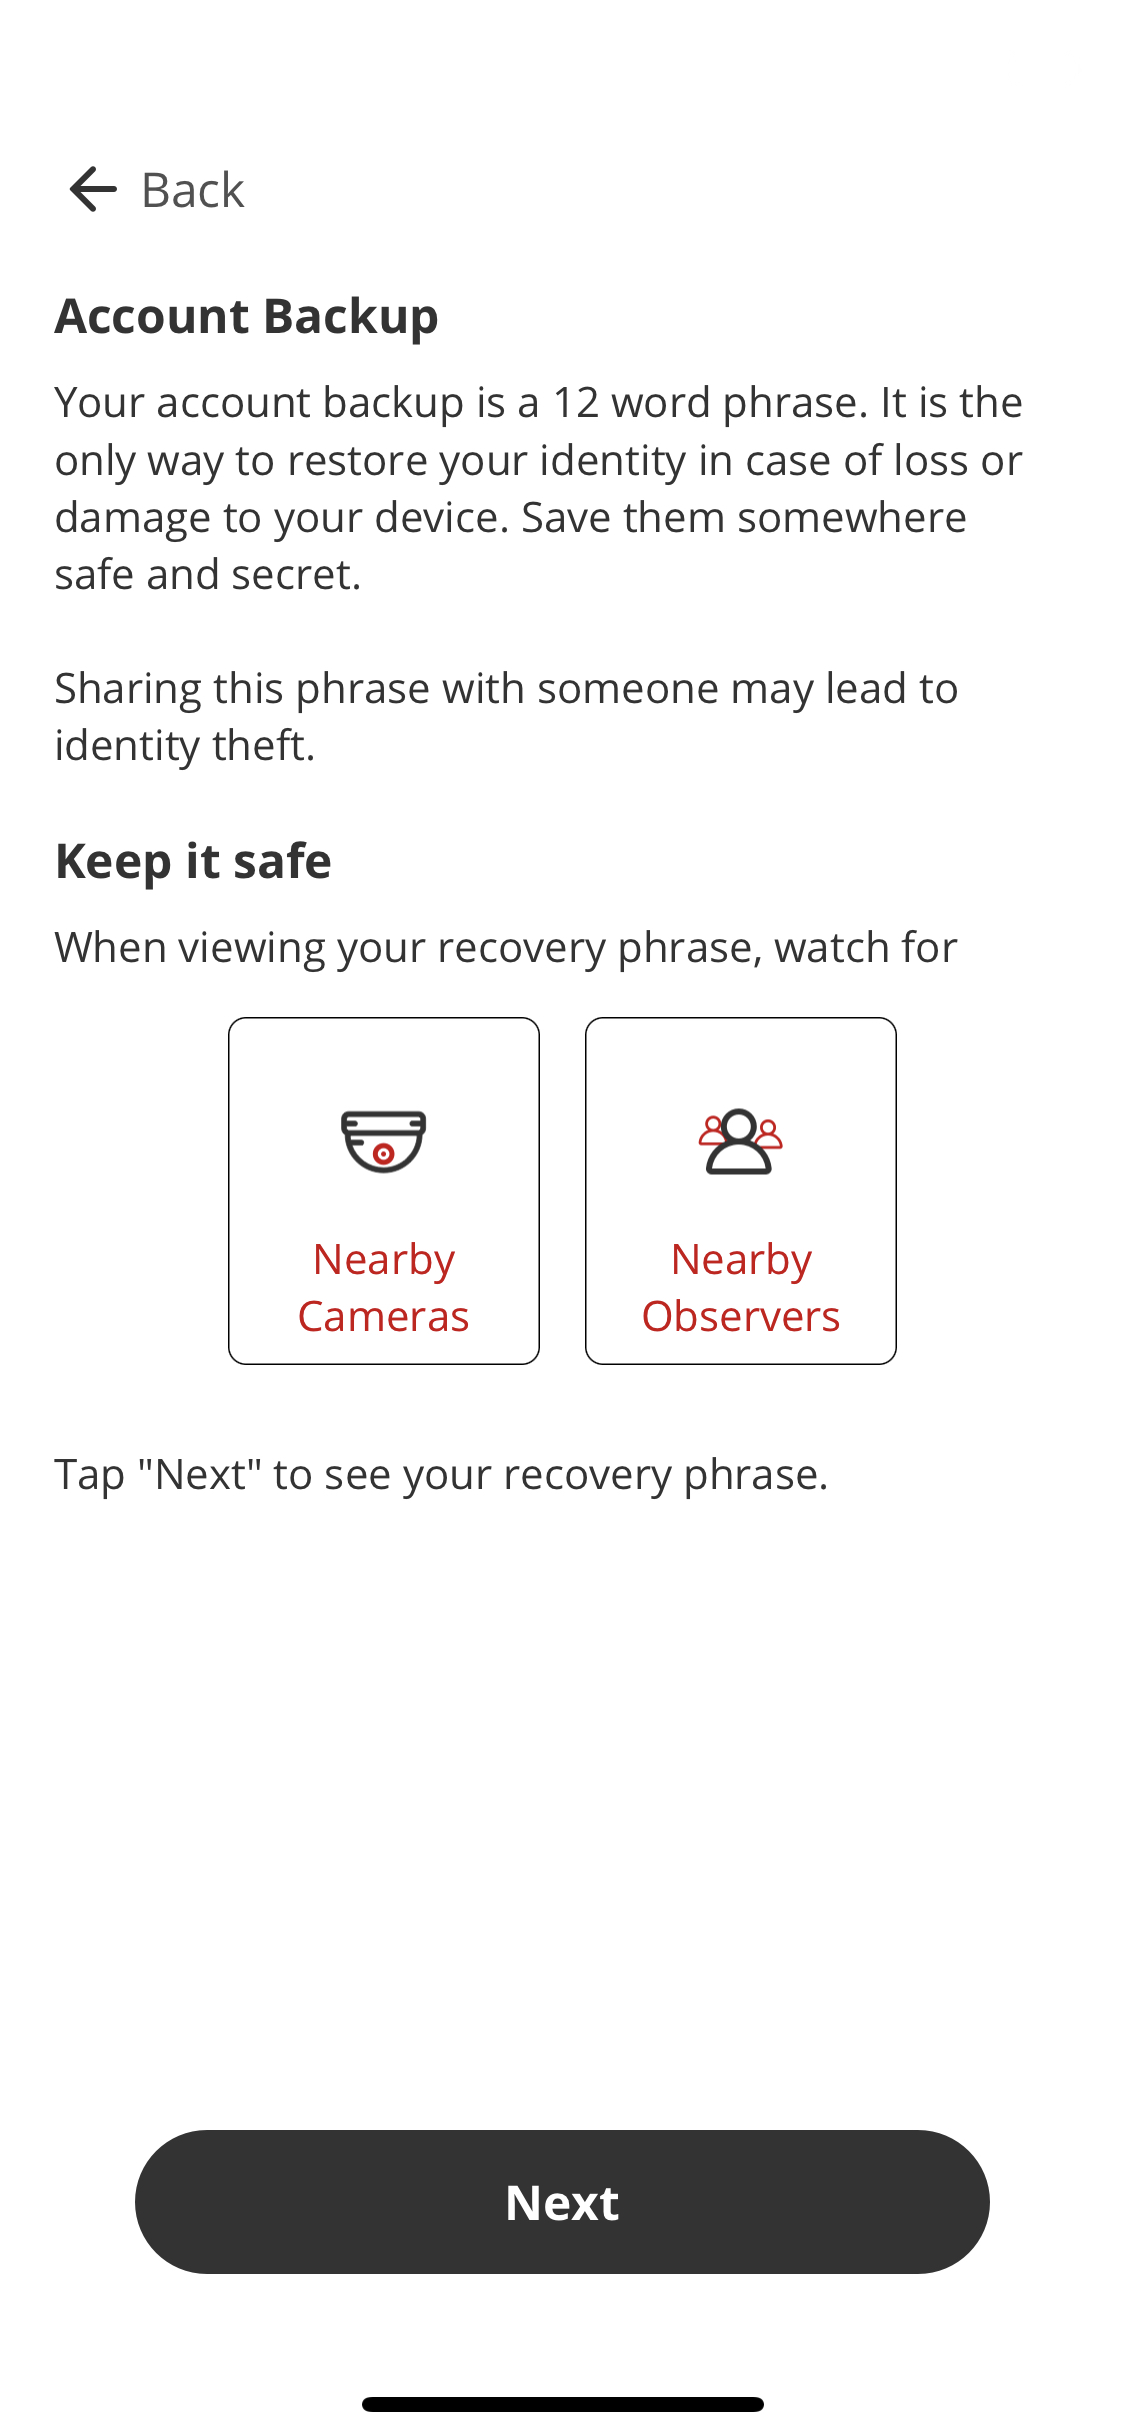 Back
Account Backup
Your account backup is a 12 word phrase. It is the
only way to restore your identity in case of loss or
damage to your device. Save them somewhere
safe and secret.
Sharing this phrase with someone may lead to
identity theft.
Keep it safe
When viewing your recovery phrase, watch for
Nearby
Cameras
Nearby
Observers
Tap "Next" to see your recovery phrase.
Next